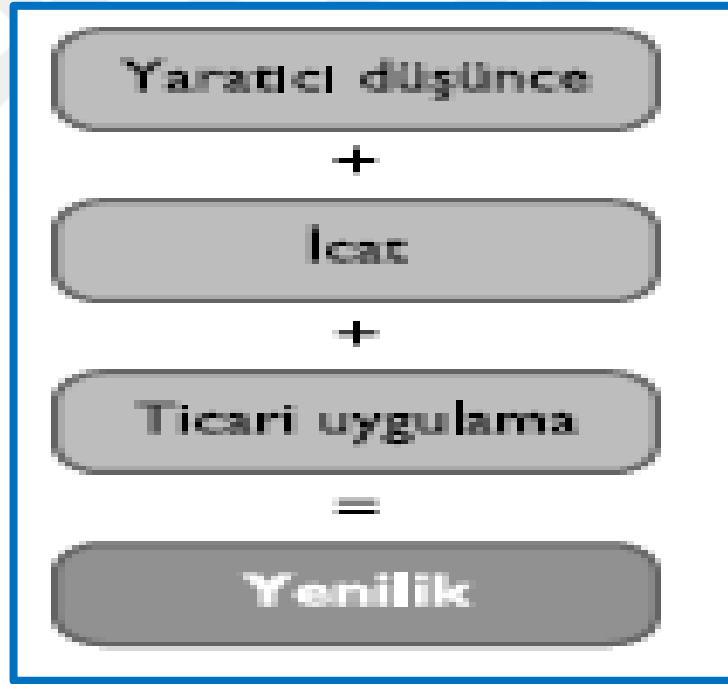 Yaratıcı düşünce
+
İcat
+
Ticari uygulama
=
Yenilik